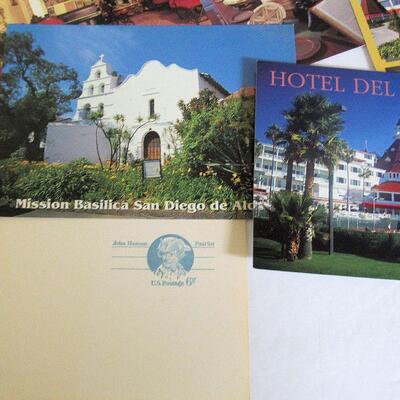 HOTEL DEL
Mission Basilica San Diego de Alc
John Hanson Patriot
U.S. Postage 6¢